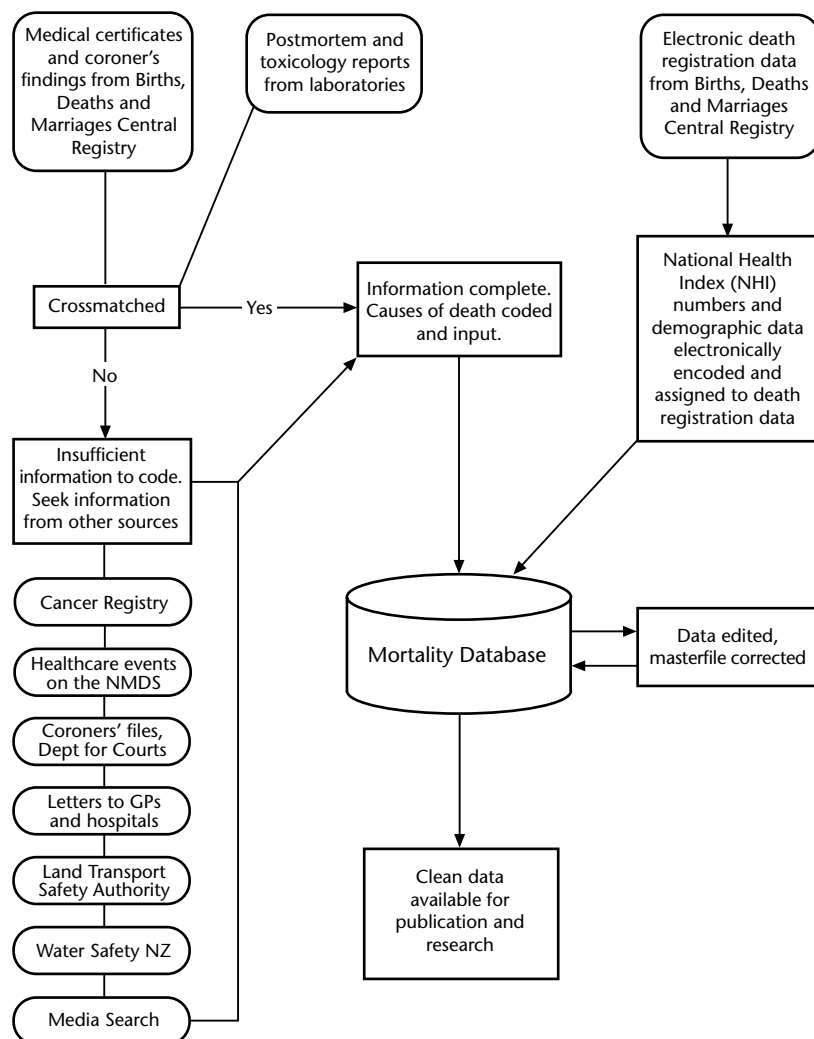 Medical certificates
and coroner's
findings from Births,
Deaths and
Marriages Central
Registry
Postmortem and
toxicology reports
from laboratories
Electronic death
registration data
from Births, Deaths
and Marriages
Central Registry
Crossmatched
Yes
Information complete.
Causes of death coded
and input.
National Health
Index (NHI)
numbers and
demographic data
electronically
encoded and
assigned to death
registration data
No
Insufficient
information to code.
Seek information
from other sources
Cancer Registry
Healthcare events
on the NMDS
Coroners' files,
Dept for Courts
Letters to GPs
and hospitals
Land Transport
Safety Authority
Water Safety NZ
Media Search
Mortality Database
Data edited,
masterfile corrected
Clean data
available for
publication and
research